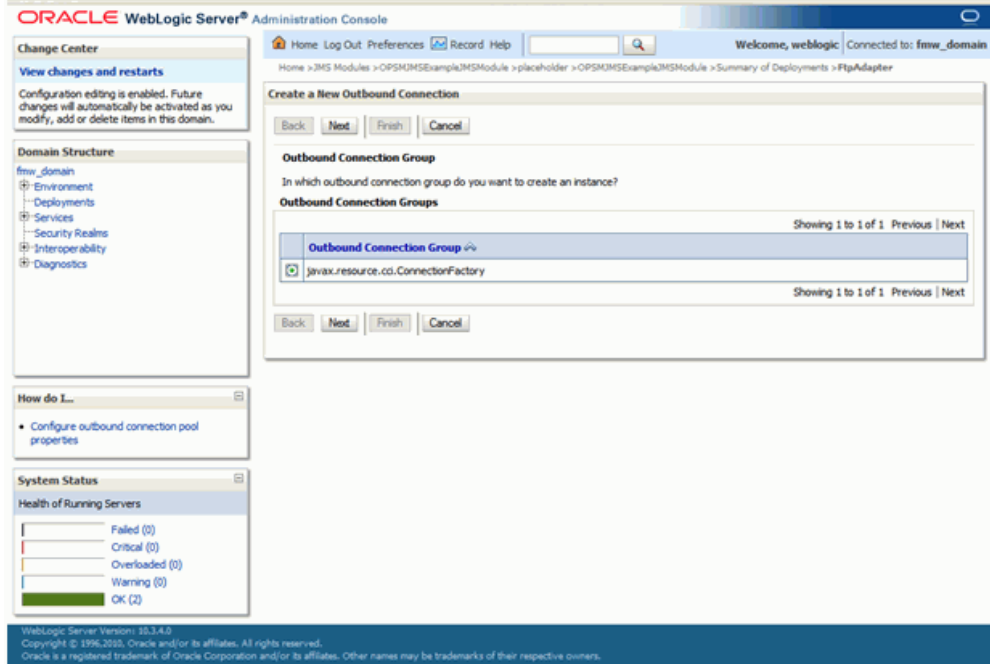 ORACLE WebLogic Server® Administration Console
Change Center
View changes and restarts
Configuration editing is enabled. Future
changes will automatically be activated as you
modify, add or delete items in this domain.
Domain Structure
fmw_domain
Environment
Deployments
Services
Security Realms
Interoperability
Diagnostics
How do I...
Configure outbound connection pool
properties
System Status
Health of Running Servers
Failed (0)
Critical (0)
Overloaded (0)
Warning (0)
OK (2)
Home Log Out Preferences Record Help
Welcome, weblogic Connected to: fmw_domain
Home >JMS Modules >OPSMJMSExampleJMSModule >placeholder >OPSMJMSExampleJMSModule >Summary of Deployments >FtpAdapter
Create a New Outbound Connection
Back Next Finish Cancel
Outbound Connection Group
In which outbound connection group do you want to create an instance?
Outbound Connection Groups
Showing 1 to 1 of 1 Previous | Next
Outbound Connection Group
javax.resource.cci.ConnectionFactory
Showing 1 to 1 of 1 Previous | Next
Back Next Finish Cancel
WebLogic Server Version: 10.3.4.0
Copyright © 1996,2010, Oracle and/or its affiliates. All rights reserved.
Oracle is a registered trademark of Oracle Corporation and/or its affiliates. Other names may be trademarks of their respective owners.